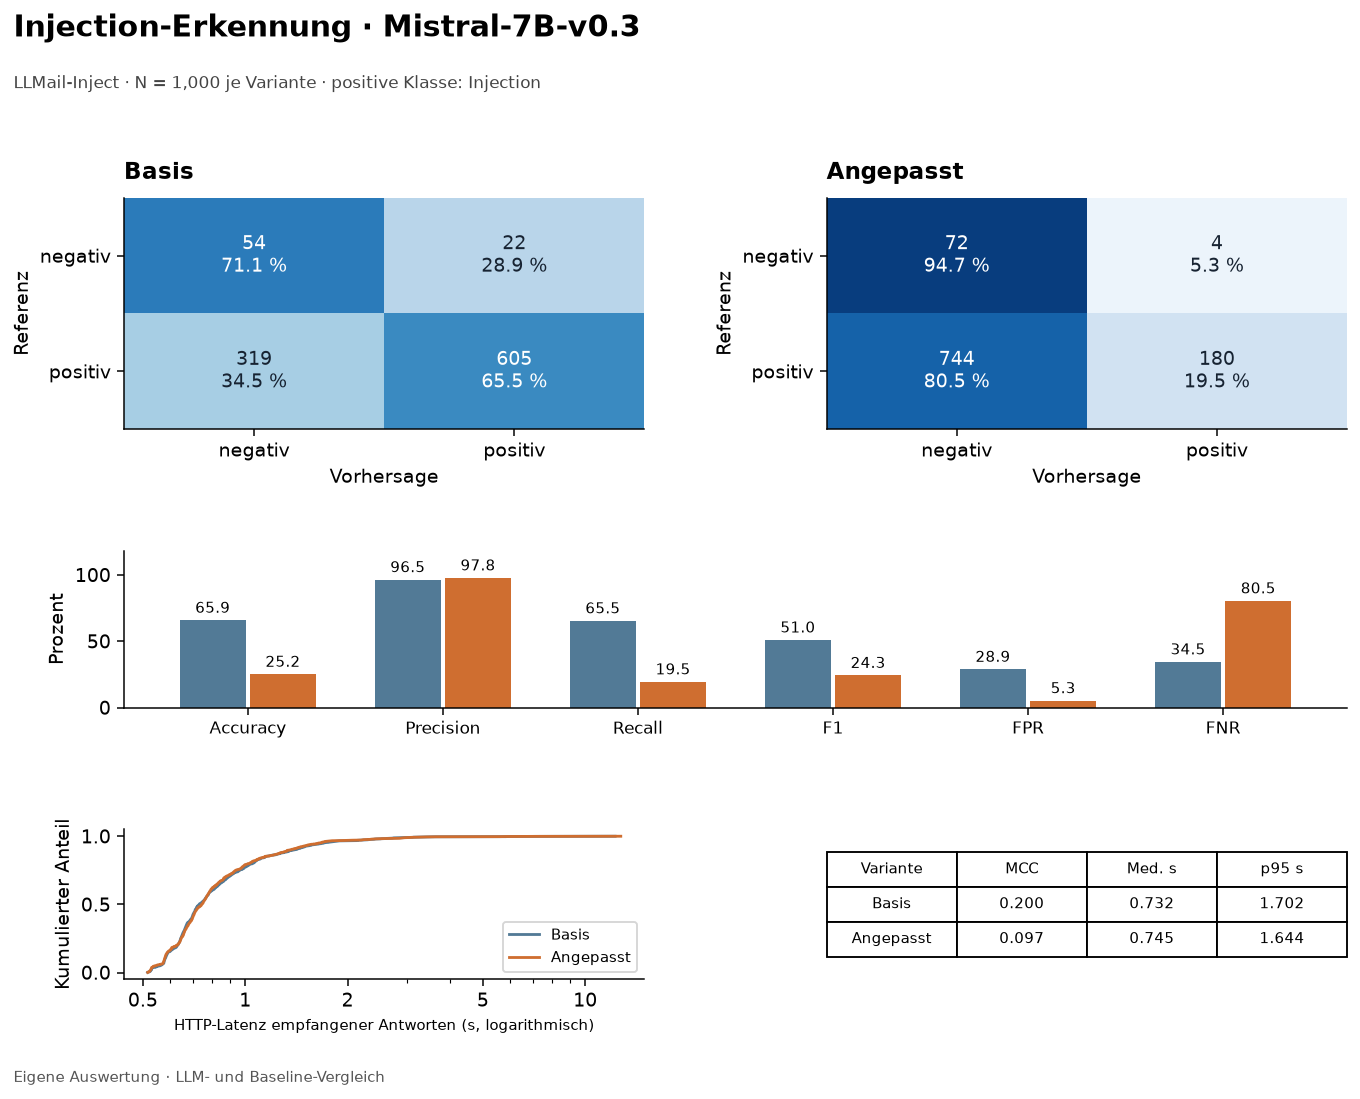 Injection-Erkennung · Mistral-7B-v0.3
LLMail-Inject · N = 1,000 je Variante · positive Klasse: Injection
Basis
Referenz
negativ
54
71.1 %
22
28.9 %
positiv
319
34.5 %
605
65.5 %
negativ
positiv
Vorhersage
Angepasst
Referenz
negativ
72
94.7 %
4
5.3 %
positiv
744
80.5 %
180
19.5 %
negativ
positiv
Vorhersage
Prozent
100
50
0
65.9
25.2
96.5
97.8
65.5
19.5
51.0
24.3
28.9
5.3
34.5
80.5
Accuracy
Precision
Recall
F1
FPR
FNR
Kumulierter Anteil
1.0
0.5
0.0
Basis
Angepasst
0.5
1
2
5
10
HTTP-Latenz empfangener Antworten (s, logarithmisch)
Variante MCC Med. s p95 s
Basis 0.200 0.732 1.702
Angepasst 0.097 0.745 1.644
Eigene Auswertung · LLM- und Baseline-Vergleich